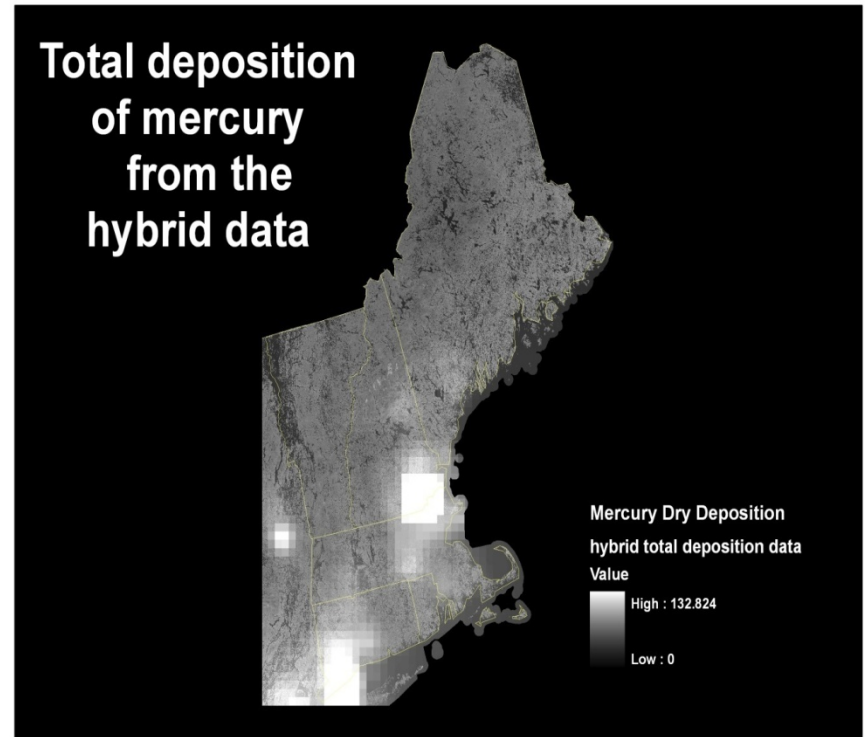 Total deposition
of mercury
from the
hybrid data
Mercury Dry Deposition
hybrid total deposition data
Value
High : 132.824
Low : 0